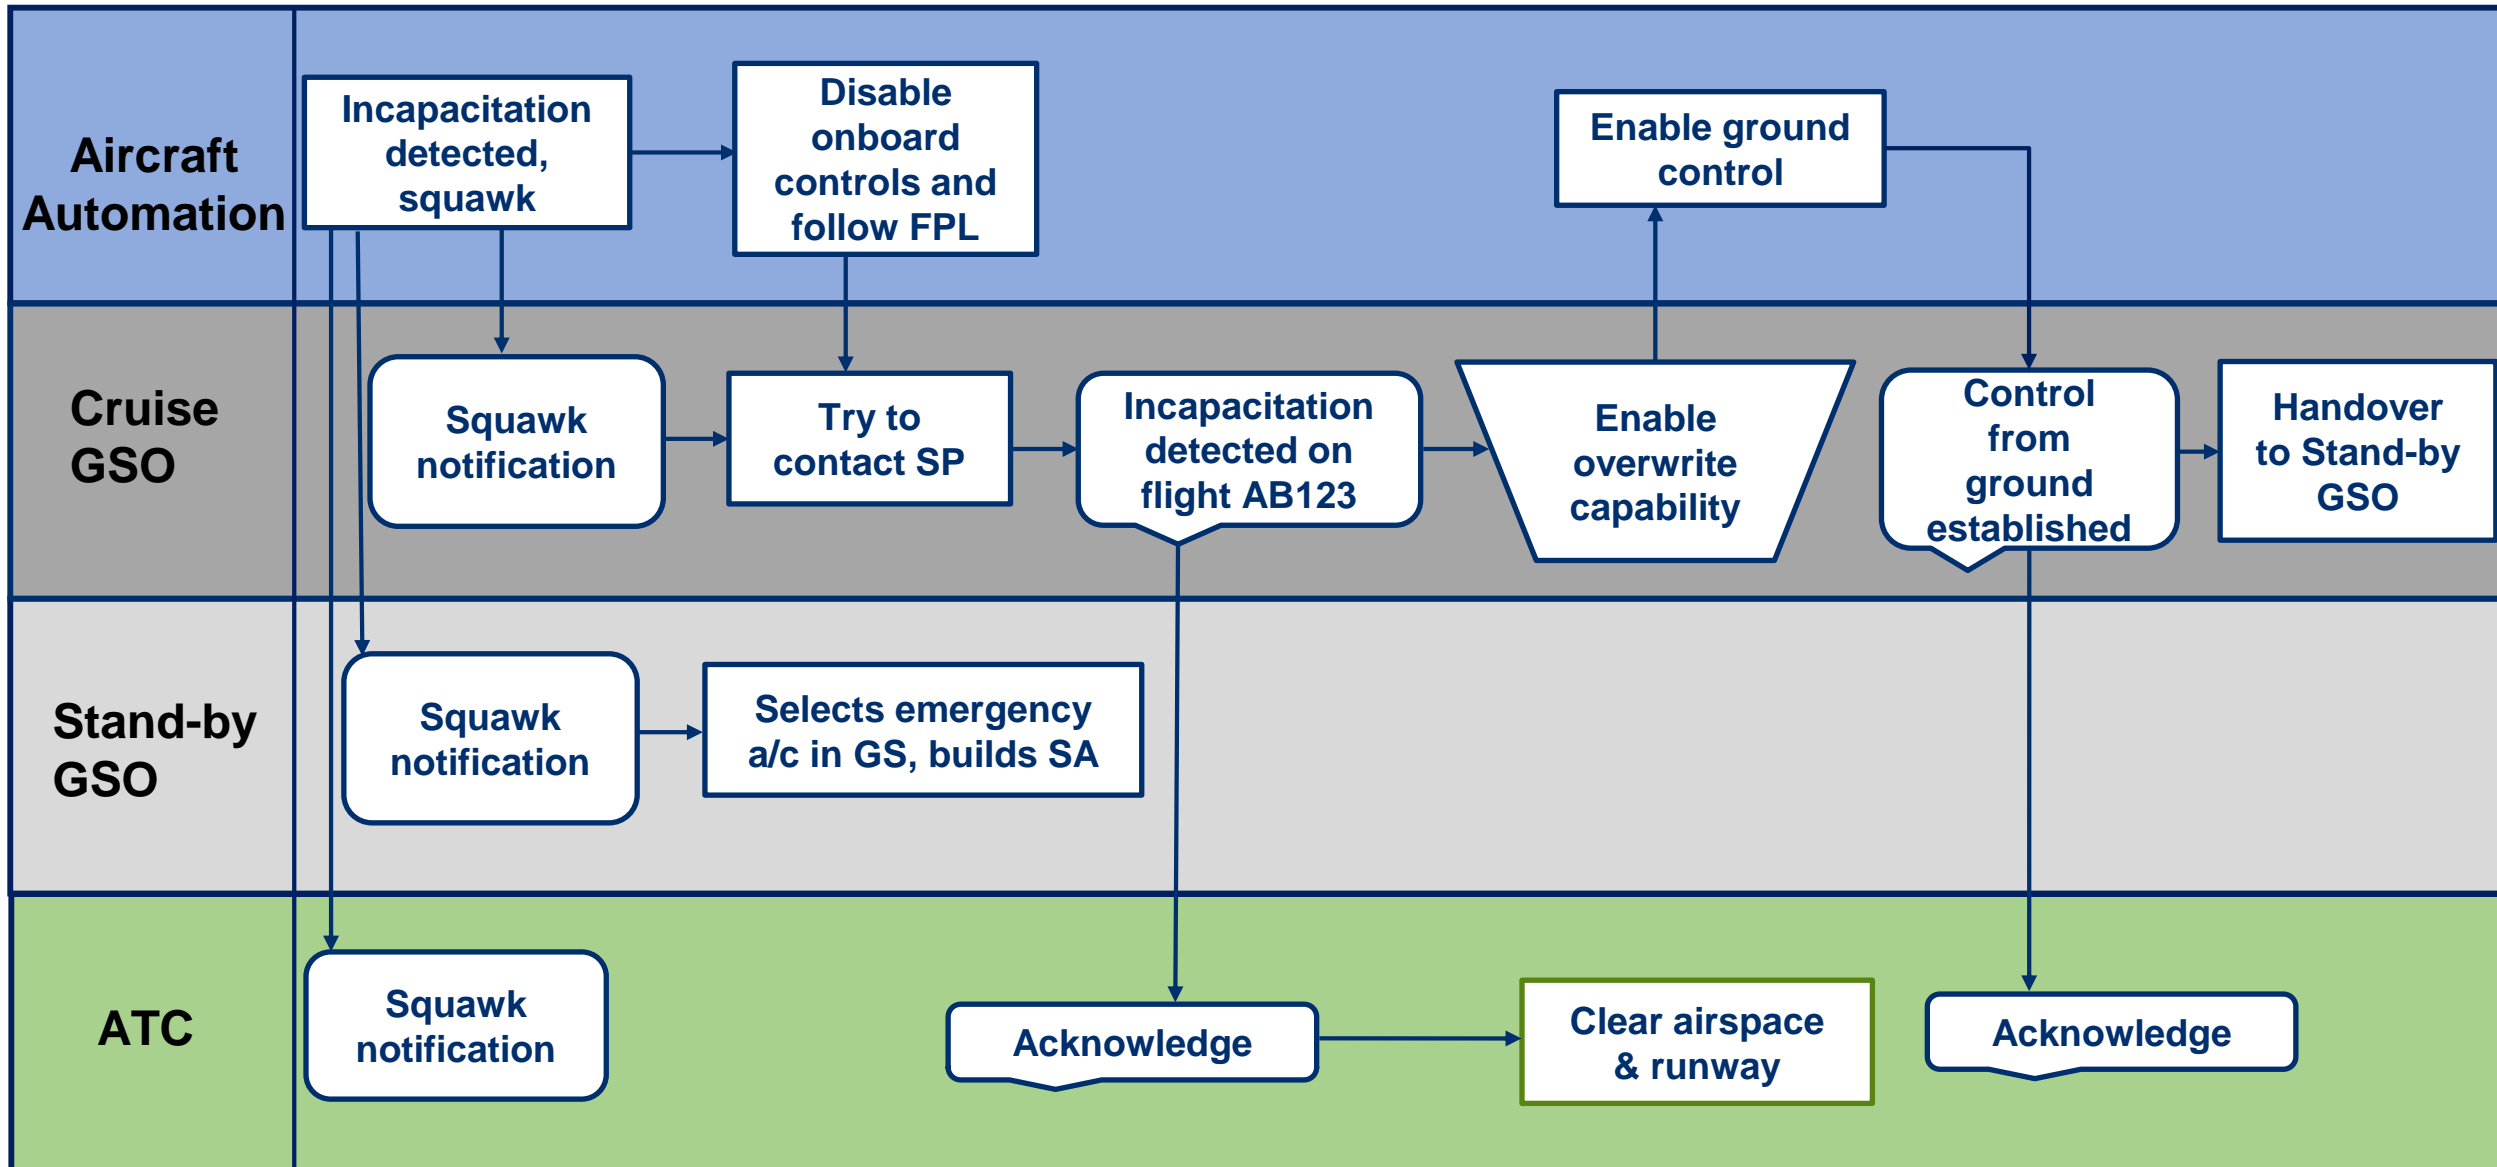 Aircraft
Automation
Incapacitation
detected,
squawk
Disable
onboard
controls and
follow FPL
Enable ground
control
Cruise
GSO
Squawk
notification
Try to
contact SP
Incapacitation
detected on
flight AB123
Enable
overwrite
capability
Control
from
ground
established
Handover
to Stand-by
GSO
Stand-by
GSO
Squawk
notification
Selects emergency
a/c in GS, builds SA
ATC
Squawk
notification
Acknowledge
Clear airspace
& runway
Acknowledge